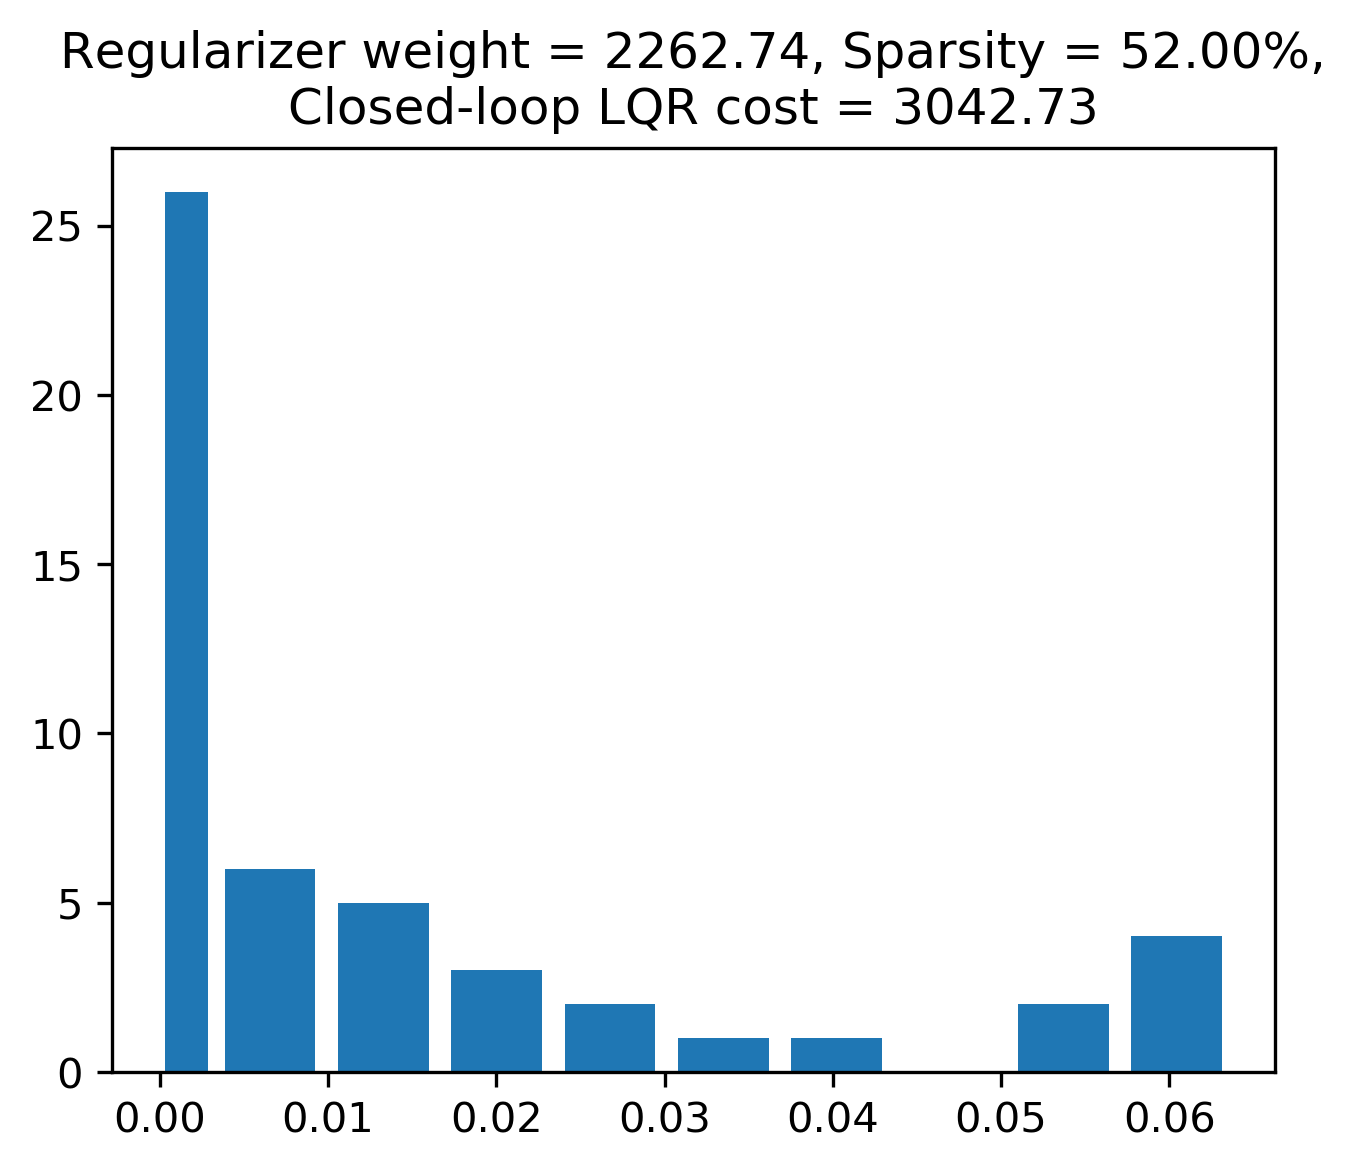 Regularizer weight = 2262.74, Sparsity = 52.00%,
Closed-loop LQR cost = 3042.73
25
20
15
10
5
0
0.00 0.01 0.02 0.03 0.04 0.05 0.06